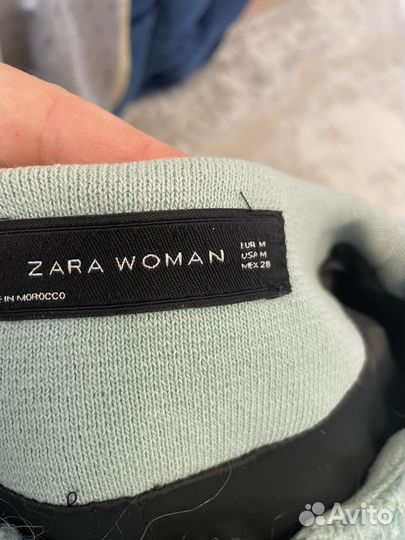 ZARA WOMAN
EUR M
USA M
MEX 28
E IN MOROCCO
Avito